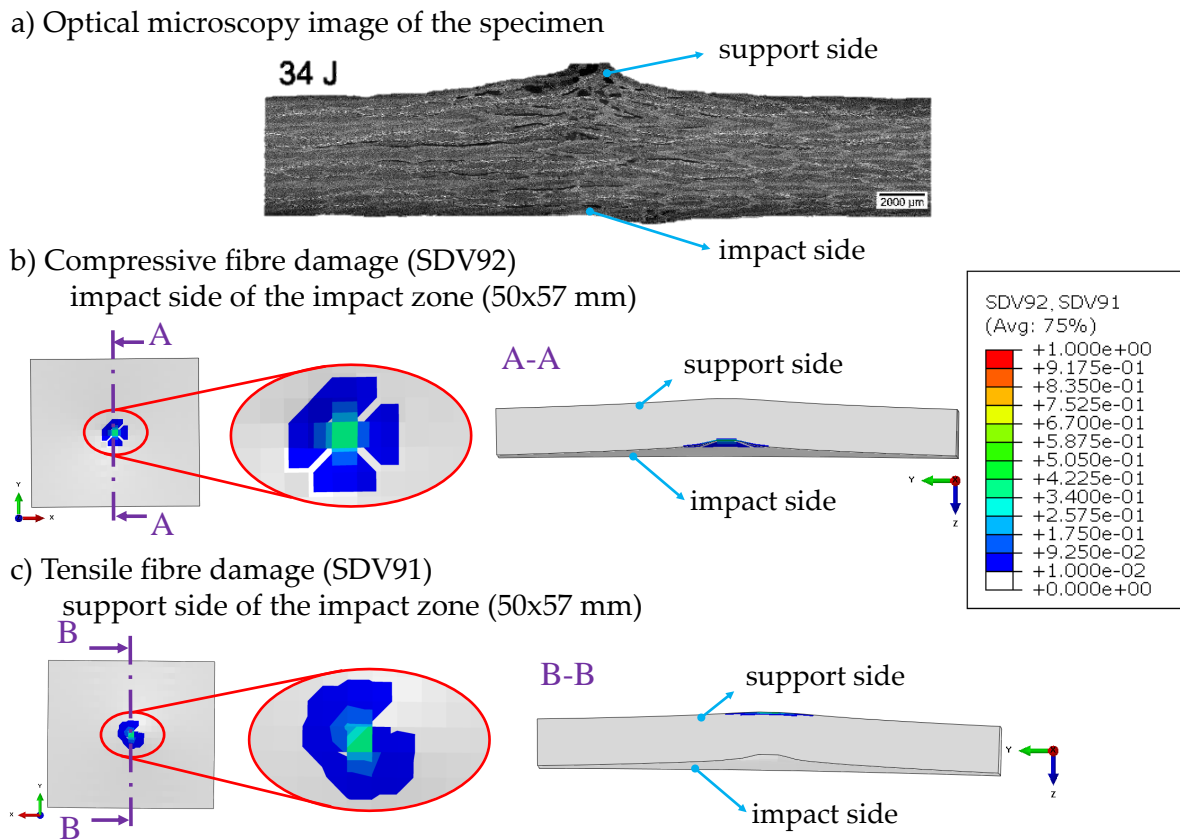 a) Optical microscopy image of the specimen
support side
34 J
2000 µm
impact side
b) Compressive fibre damage (SDV92)
impact side of the impact zone (50x57 mm)
A
A
Y
X
A-A
support side
impact side
Y
X
Z
SDV92, SDV91
(Avg: 75%)
+1.000e+00
+9.175e-01
+8.350e-01
+7.525e-01
+6.700e-01
+5.875e-01
+5.050e-01
+4.225e-01
+3.400e-01
+2.575e-01
+1.750e-01
+9.250e-02
+1.000e-02
+0.000e+00
c) Tensile fibre damage (SDV91)
support side of the impact zone (50x57 mm)
B
B
Y
X
B-B
support side
impact side
Y
X
Z